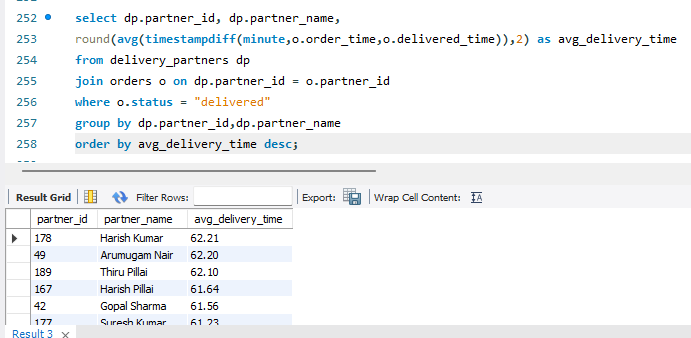 252 select dp.partner_id, dp.partner_name,
253 round(avg(timestampdiff(minute,o.order_time,o.delivered_time)),2) as avg_delivery_time
254 from delivery_partners dp
255 join orders o on dp.partner_id = o.partner_id
256 where o.status = "delivered"
257 group by dp.partner_id,dp.partner_name
258 order by avg_delivery_time desc;
Result Grid Filter Rows: Export: Wrap Cell Content: IA
partner_id partner_name avg_delivery_time
178 Harish Kumar 62.21
49 Arumugam Nair 62.20
189 Thiru Pillai 62.10
167 Harish Pillai 61.64
42 Gopal Sharma 61.56
177 Suresh Kumar 61.23
Result 3 ×